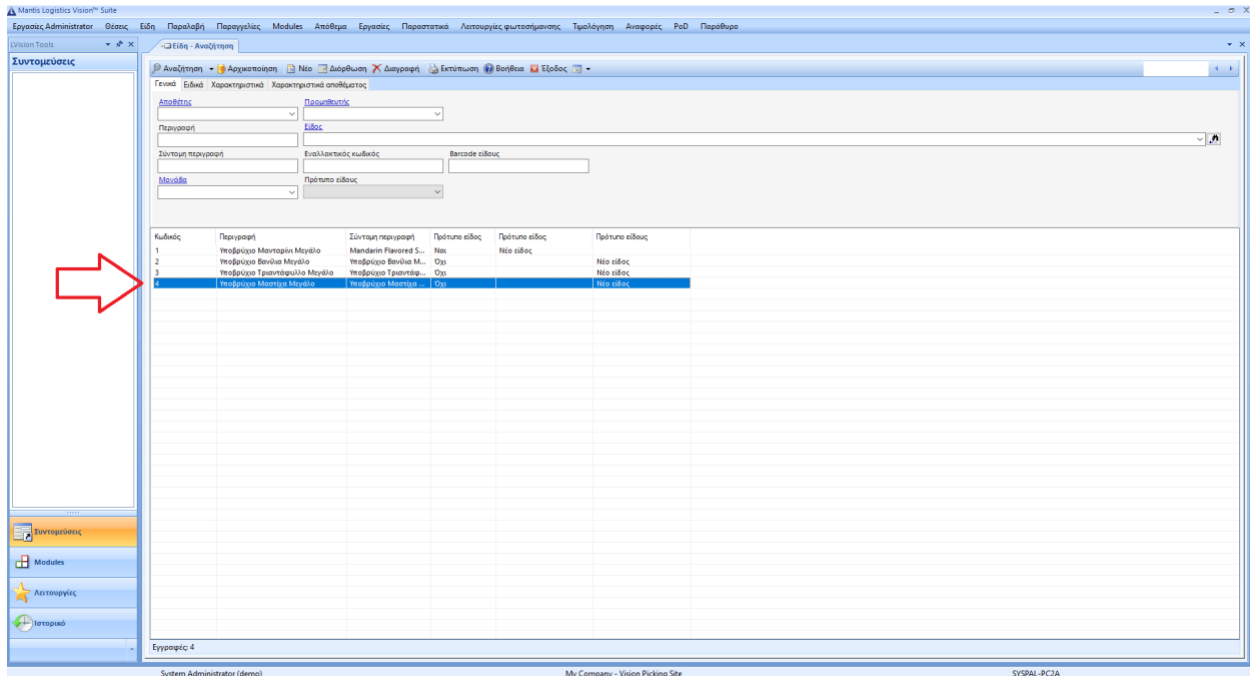 Mantis Logistics Vision™ Suite
Εργασίες Administrator Θέσεις Είδη Παραλαβή Παραγγελίες Modules Απόθεμα Εργασίες Παραστατικά Λειτουργίες φωτοσήμανσης Τιμολόγηση Αναφορές PoD Παράθυρο
LVision Tools
Είδη - Αναζήτηση
Συντομεύσεις
Αναζήτηση Αρχικοποίηση Νέο Διόρθωση Διαγραφή Εκτύπωση Βοήθεια Έξοδος
Γενικά Ειδικά Χαρακτηριστικά Χαρακτηριστικά αποθέματος
Αποθέτης Προμηθευτής
Περιγραφή Είδος
Σύντομη περιγραφή Εναλλακτικός κωδικός Barcode είδους
Μονάδα Πρότυπο είδους
Κωδικός Περιγραφή Σύντομη περιγραφή Πρότυπο είδος Πρότυπο είδος Πρότυπο είδους
1 Υποβρύχιο Μανταρίνι Μεγάλο Mandarin Flavored S... Ναι Νέο είδος
2 Υποβρύχιο Βανίλια Μεγάλο Υποβρύχιο Βανίλια Μ... Όχι Νέο είδος
3 Υποβρύχιο Τριαντάφυλλο Μεγάλο Υποβρύχιο Τριαντάφ... Όχι Νέο είδος
4 Υποβρύχιο Μαστίχα Μεγάλο Υποβρύχιο Μαστίχα ... Όχι Νέο είδος
Συντομεύσεις
Modules
Λειτουργίες
Ιστορικό
Εγγραφές: 4
System Administrator (demo) My Company - Vision Picking Site SYSPAL-PC2A